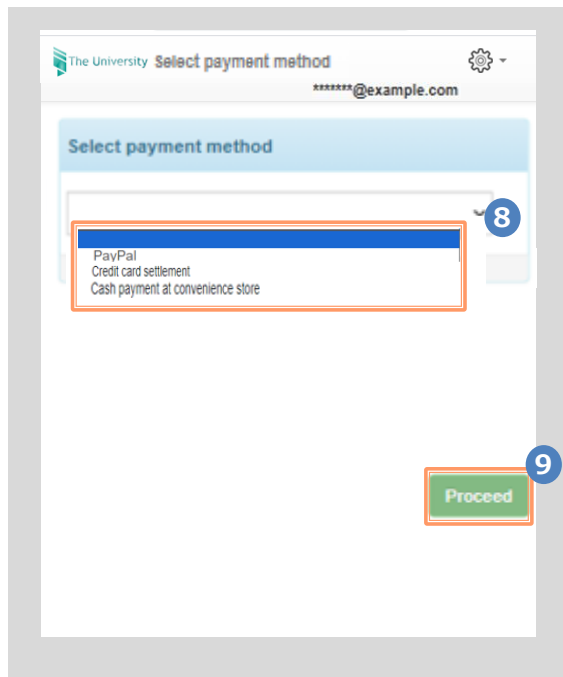 The University Select payment method
*******@example.com
Select payment method
8
PayPal
Credit card settlement
Cash payment at convenience store
9
Proceed